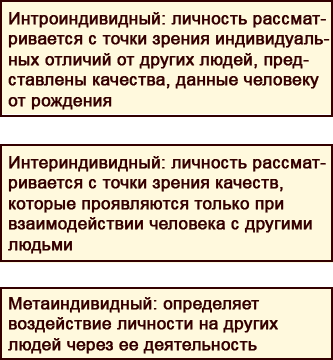 Интроиндивидный: личность рассмат-
ривается с точки зрения индивидуаль-
ных отличий от других людей, пред-
ставлены качества, данные человеку
от рождения
Интериндивидный: личность рассмат-
ривается с точки зрения качеств,
которые проявляются только при
взаимодействии человека с другими
людьми
Метаиндивидный: определяет
воздействие личности на других
людей через ее деятельность